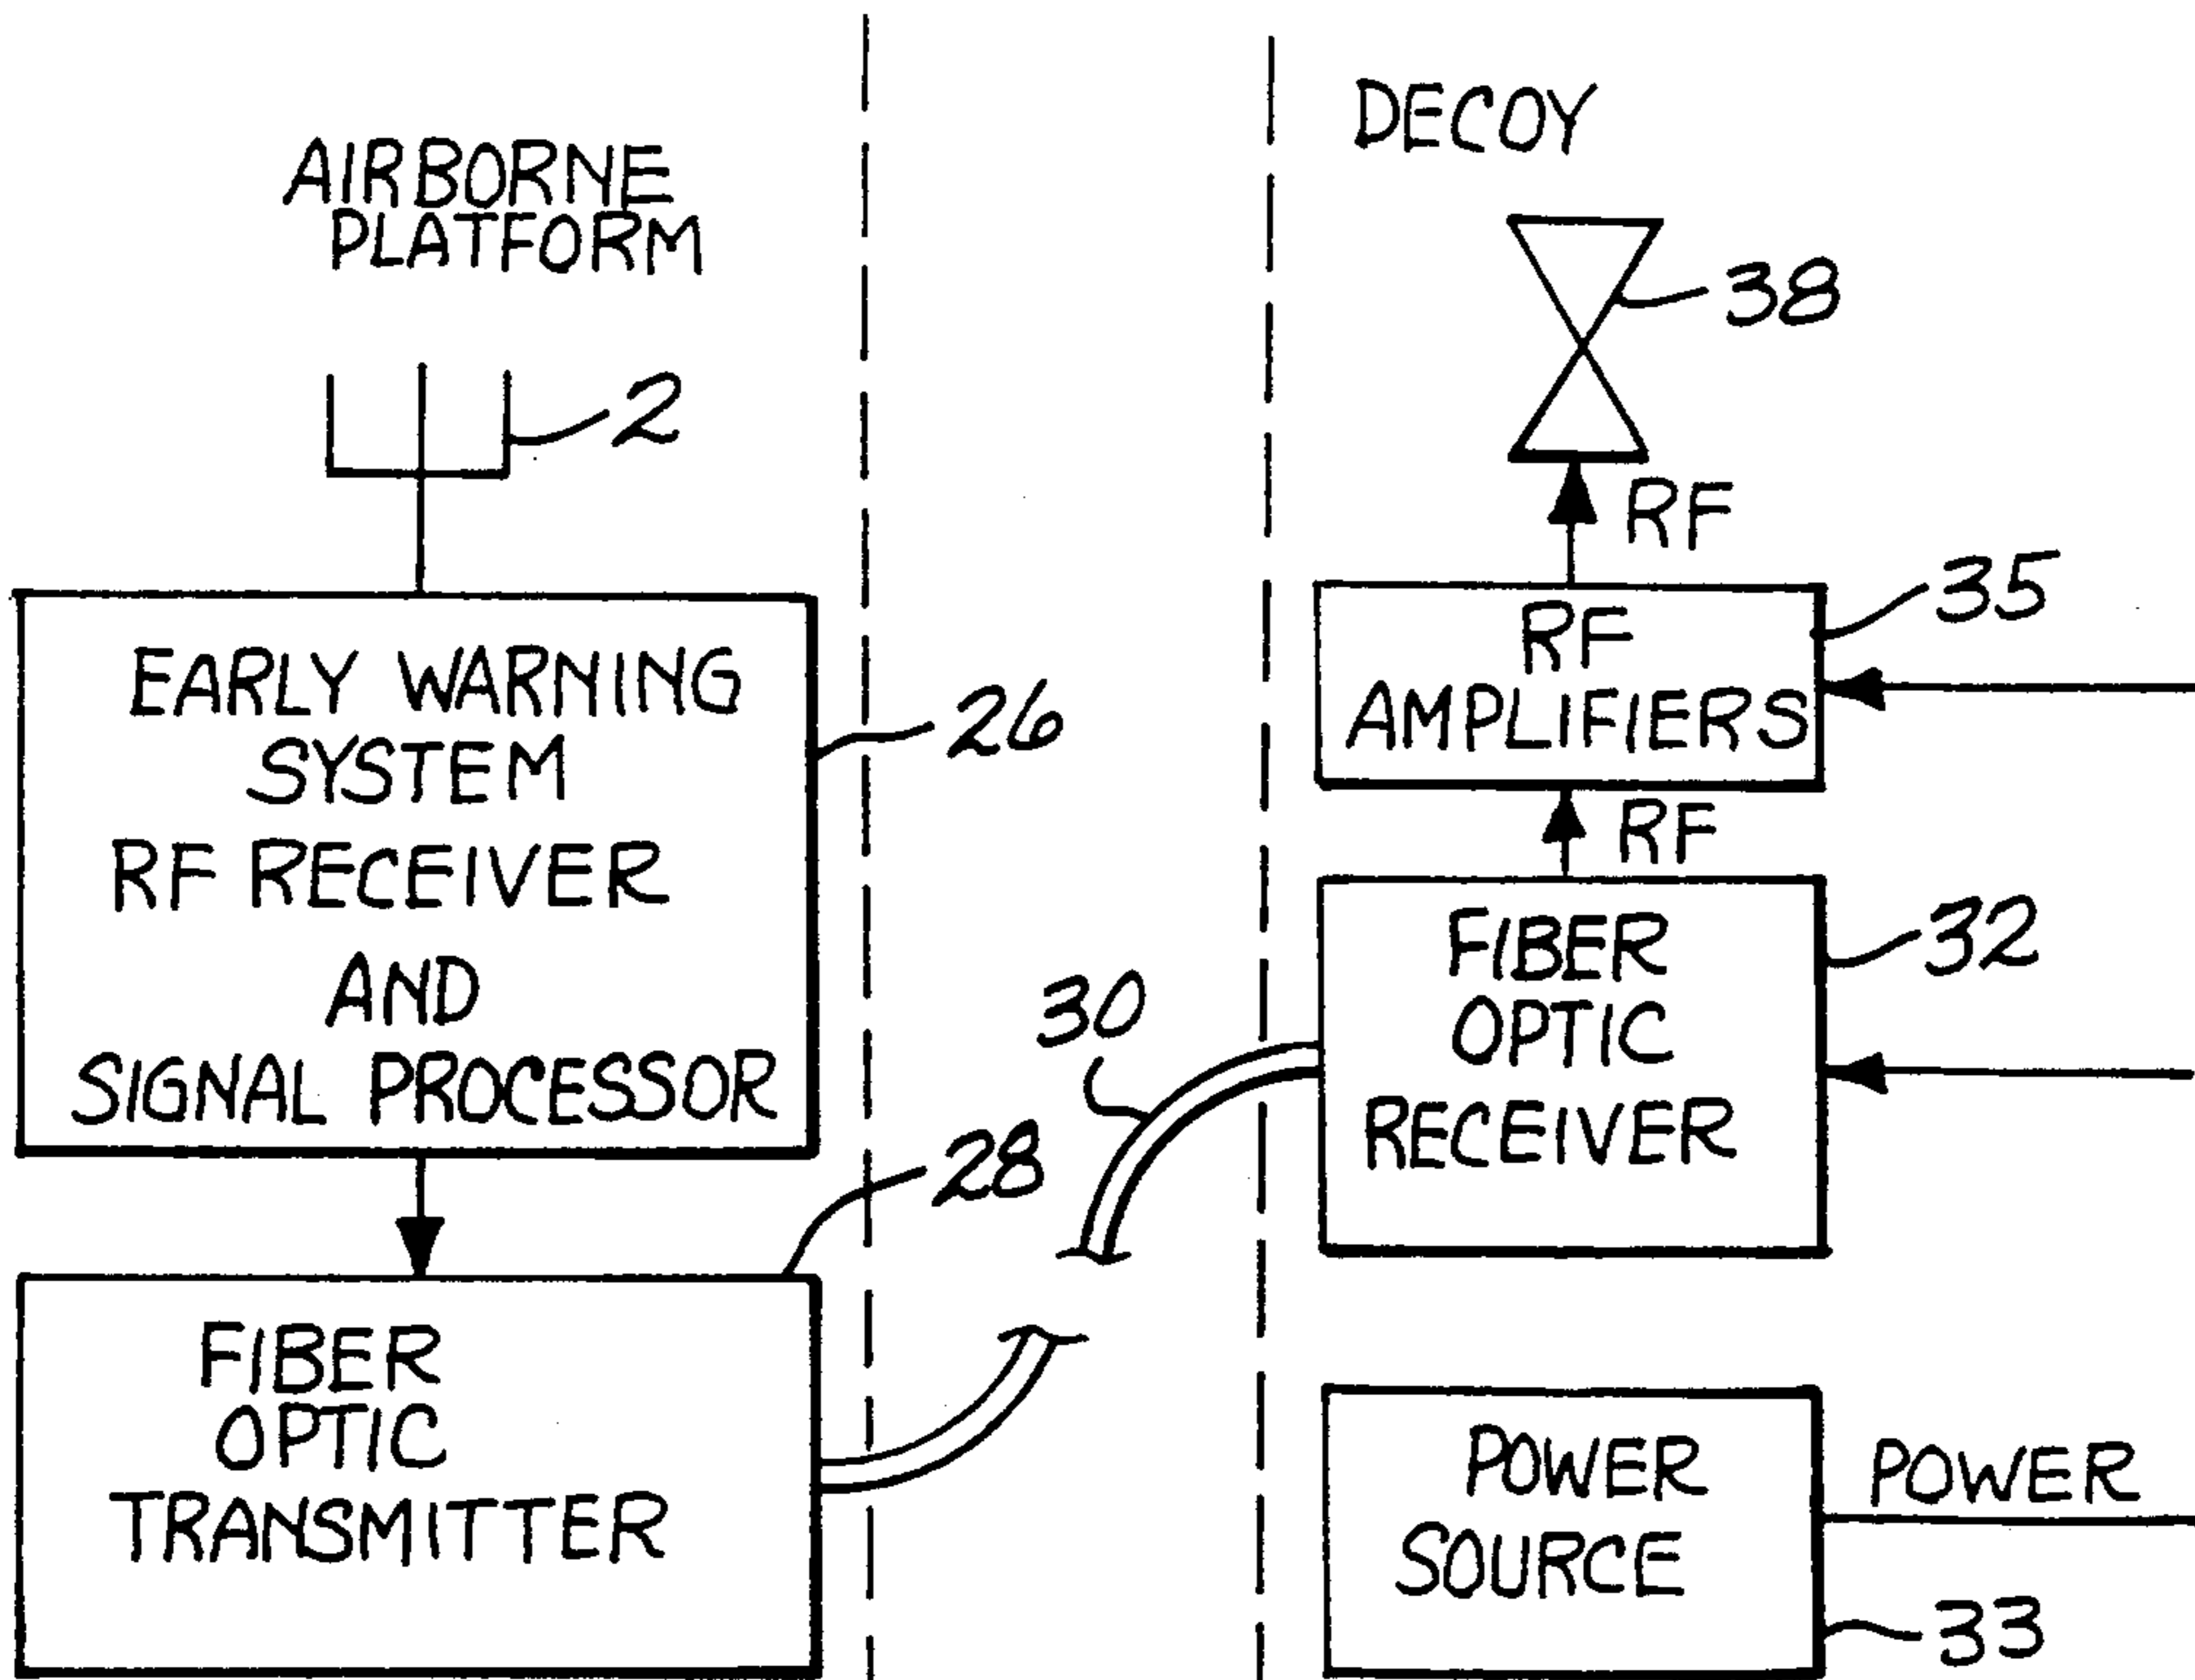 AIRBORNE
PLATFORM
2
EARLY WARNING
SYSTEM
RF RECEIVER
AND
SIGNAL PROCESSOR
26
28
FIBER
OPTIC
TRANSMITTER
30
DECOY
38
RF
35
RF
AMPLIFIERS
RF
32
FIBER
OPTIC
RECEIVER
POWER
SOURCE
POWER
33